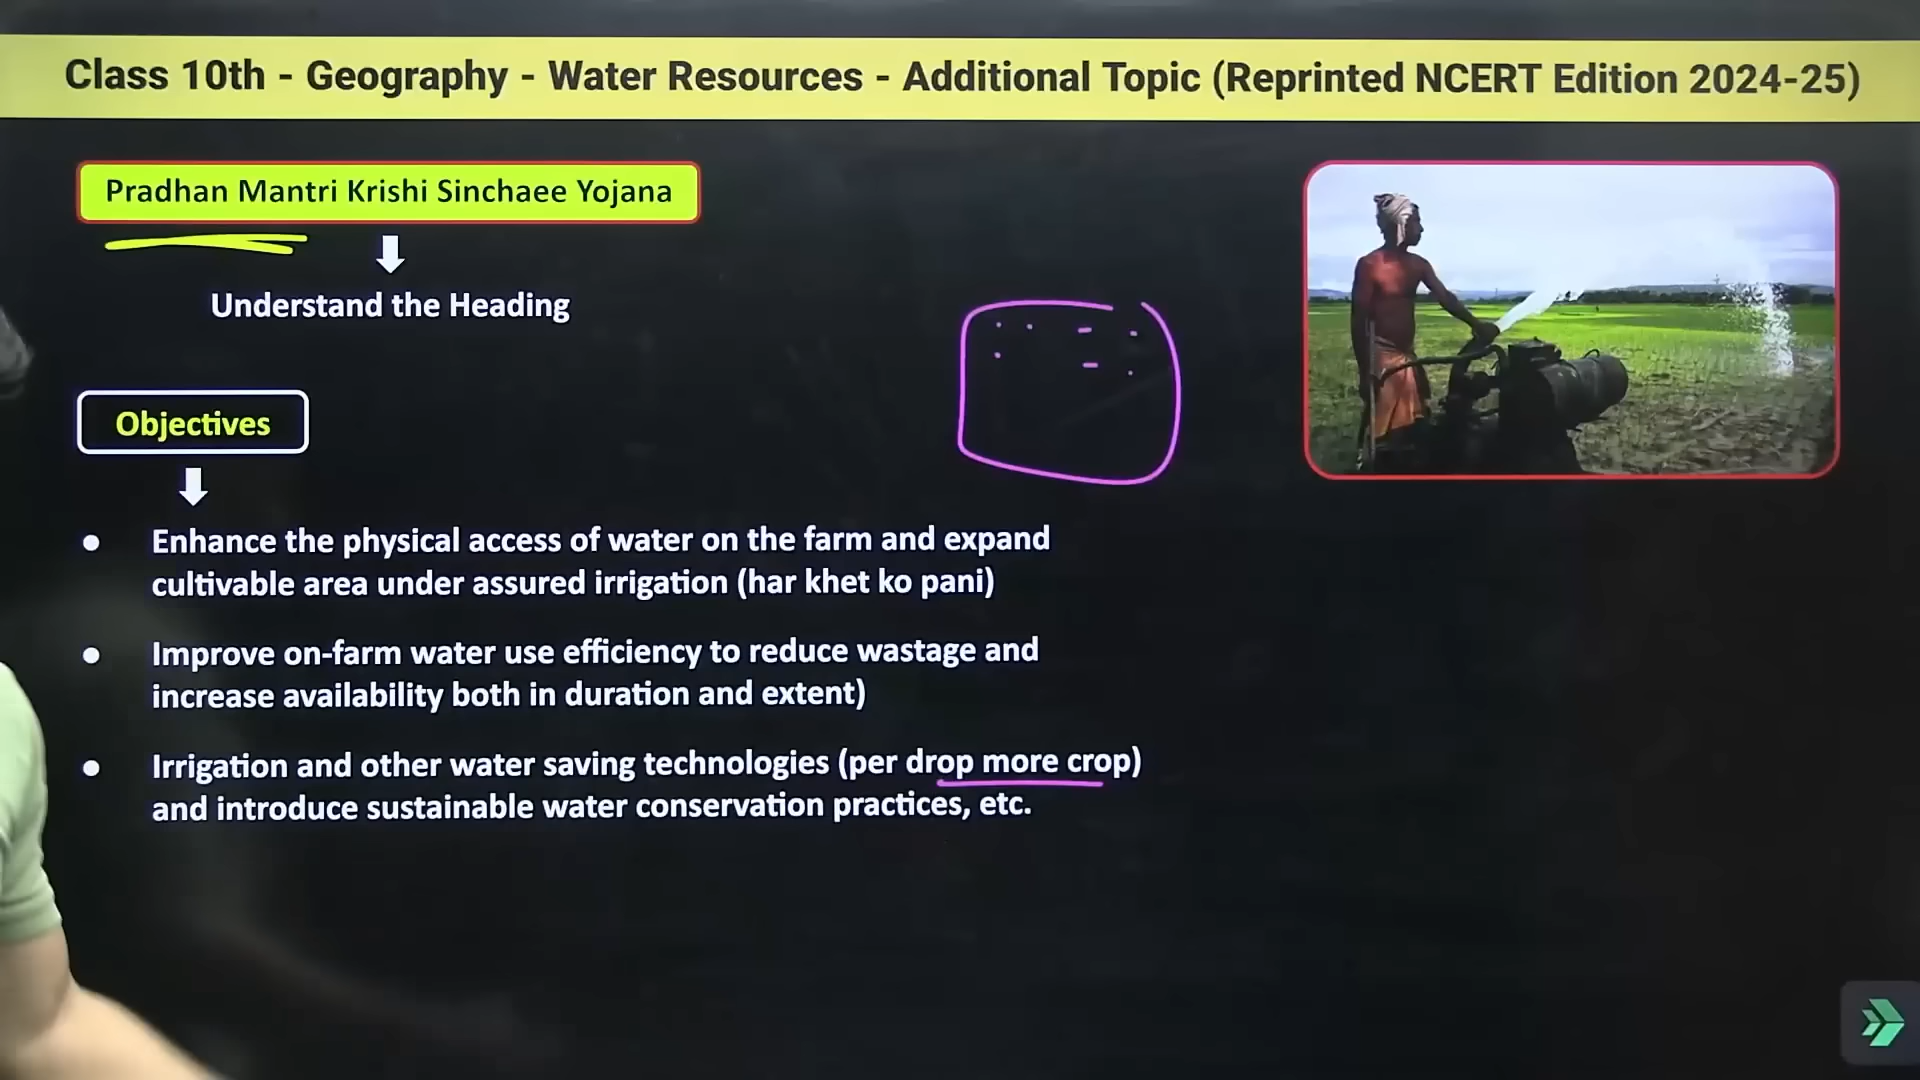 Class 10th - Geography - Water Resources - Additional Topic (Reprinted NCERT Edition 2024-25)
Pradhan Mantri Krishi Sinchaee Yojana
Understand the Heading
Objectives
• Enhance the physical access of water on the farm and expand
cultivable area under assured irrigation (har khet ko pani)
• Improve on-farm water use efficiency to reduce wastage and
increase availability both in duration and extent)
• Irrigation and other water saving technologies (per drop more crop)
and introduce sustainable water conservation practices, etc.